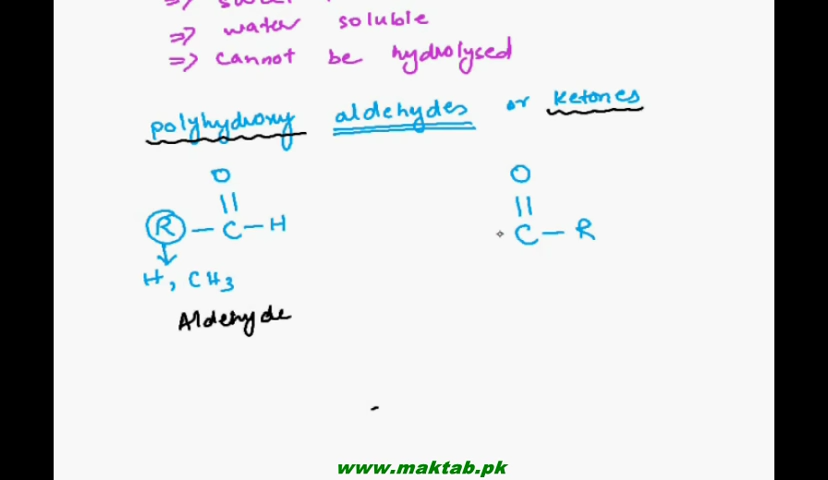 => water soluble
=> cannot be hydrolysed
polyhydroxy aldehydes or ketones
O O
|| ||
R — C — H C — R
H, CH3
Aldehyde
www.maktab.pk